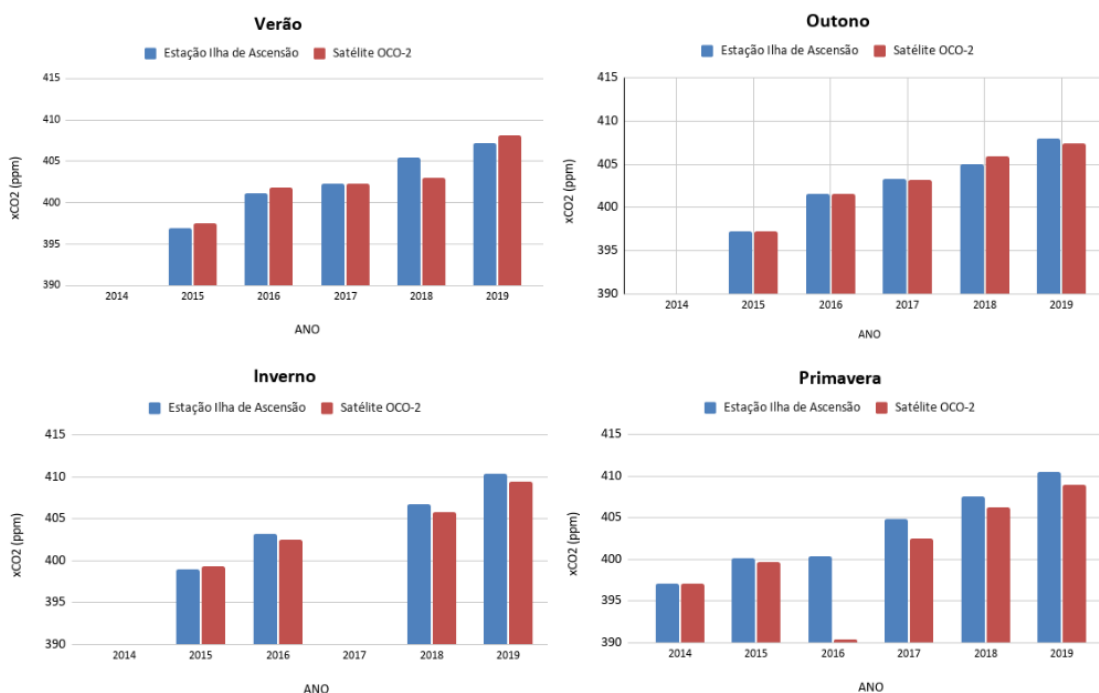 Verão
Estação Ilha de Ascensão Satélite OCO-2
415
410
405
400
395
390
xCO2 (ppm)
2014 2015 2016 2017 2018 2019
ANO
Outono
Estação Ilha de Ascensão Satélite OCO-2
415
410
405
400
395
390
xCO2 (ppm)
2014 2015 2016 2017 2018 2019
ANO
Inverno
Estação Ilha de Ascensão Satélite OCO-2
415
410
405
400
395
390
xCO2 (ppm)
2014 2015 2016 2017 2018 2019
ANO
Primavera
Estação Ilha de Ascensão Satélite OCO-2
415
410
405
400
395
390
xCO2 (ppm)
2014 2015 2016 2017 2018 2019
ANO